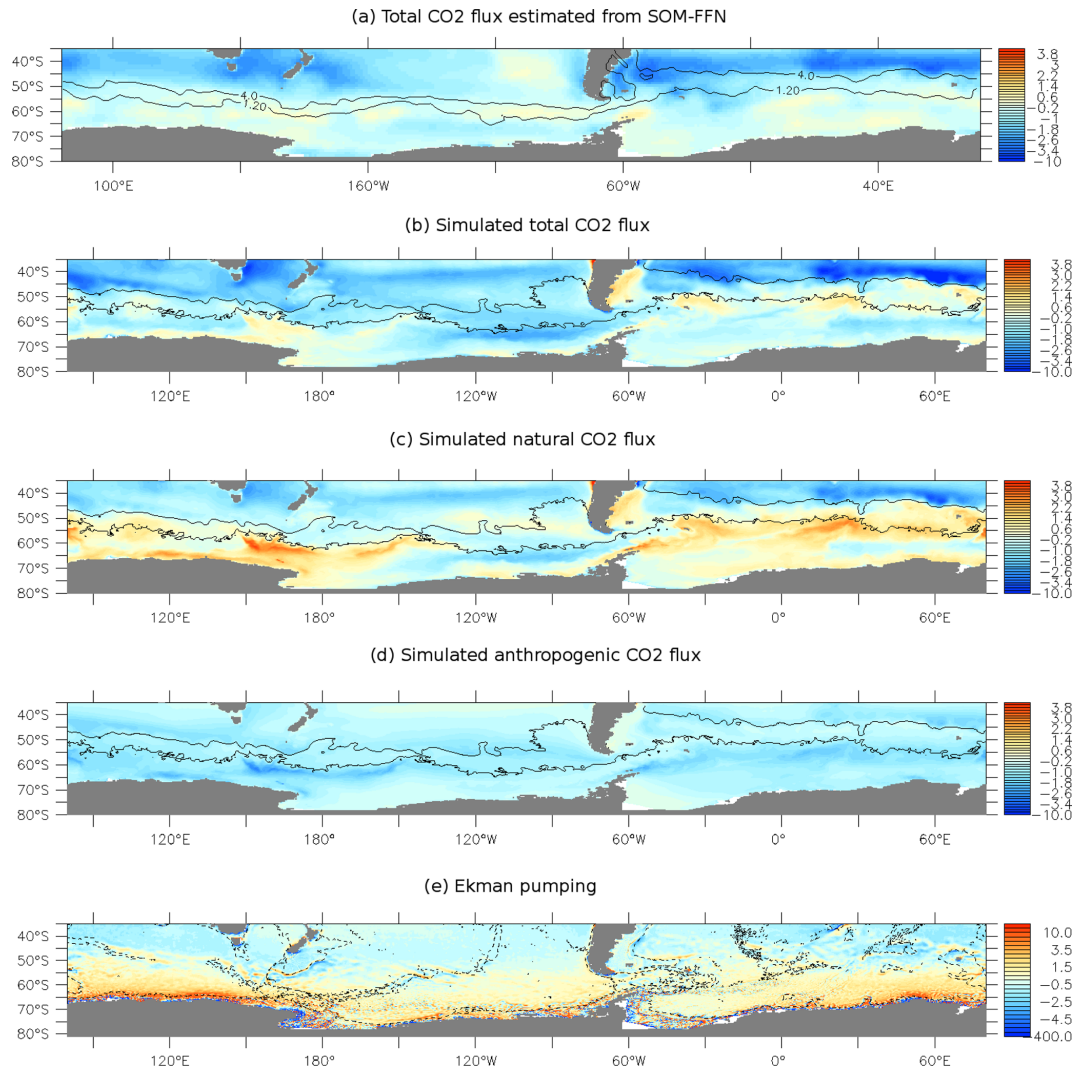 (a) Total CO2 flux estimated from SOM-FFN
40°S
50°S
60°S
70°S
80°S
4.0
1.20
4.0
1.20
100°E 160°W 60°W 40°E
3.8
3
2.2
1.4
0.6
−0.2
−1
−1.8
−2.6
−3.4
−10
(b) Simulated total CO2 flux
40°S
50°S
60°S
70°S
80°S
120°E 180° 120°W 60°W 0° 60°E
3.8
3.0
2.2
1.4
0.6
−0.2
−1.0
−1.8
−2.6
−3.4
−10.0
(c) Simulated natural CO2 flux
40°S
50°S
60°S
70°S
80°S
120°E 180° 120°W 60°W 0° 60°E
3.8
3.0
2.2
1.4
0.6
−0.2
−1.0
−1.8
−2.6
−3.4
−10.0
(d) Simulated anthropogenic CO2 flux
40°S
50°S
60°S
70°S
80°S
120°E 180° 120°W 60°W 0° 60°E
3.8
3.0
2.2
1.4
0.6
−0.2
−1.0
−1.8
−2.6
−3.4
−10.0
(e) Ekman pumping
40°S
50°S
60°S
70°S
80°S
120°E 180° 120°W 60°W 0° 60°E
10.0
3.5
1.5
−0.5
−2.5
−4.5
−400.0